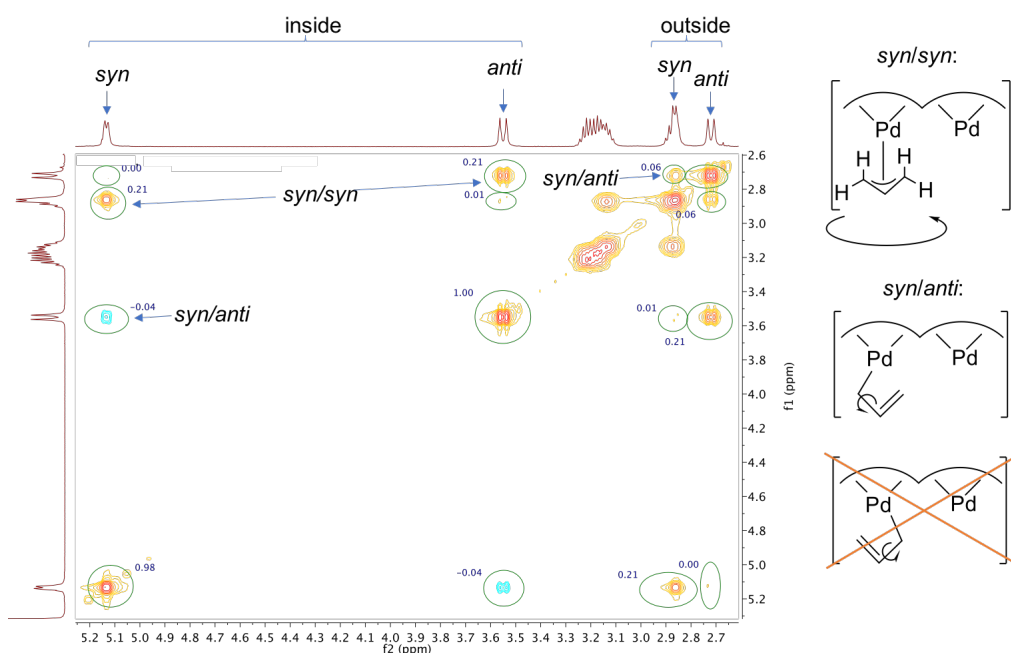 inside
outside
syn
anti
syn
anti
syn/syn:
Pd Pd
H H
H H
0.00
0.21
0.06
2.6
0.21
syn/syn
syn/anti
2.8
0.01
0.06
3.0
3.2
–0.04
syn/anti
1.00
0.01
0.21
3.4
3.6
syn/anti:
Pd Pd
3.8
f1 (ppm)
4.0
4.2
4.4
4.6
4.8
Pd Pd
0.98
–0.04
0.21
0.00
5.0
5.2
5.2 5.1 5.0 4.9 4.8 4.7 4.6 4.5 4.4 4.3 4.2 4.1 4.0 3.9 3.8 3.7 3.6 3.5 3.4 3.3 3.2 3.1 3.0 2.9 2.8 2.7
f2 (ppm)